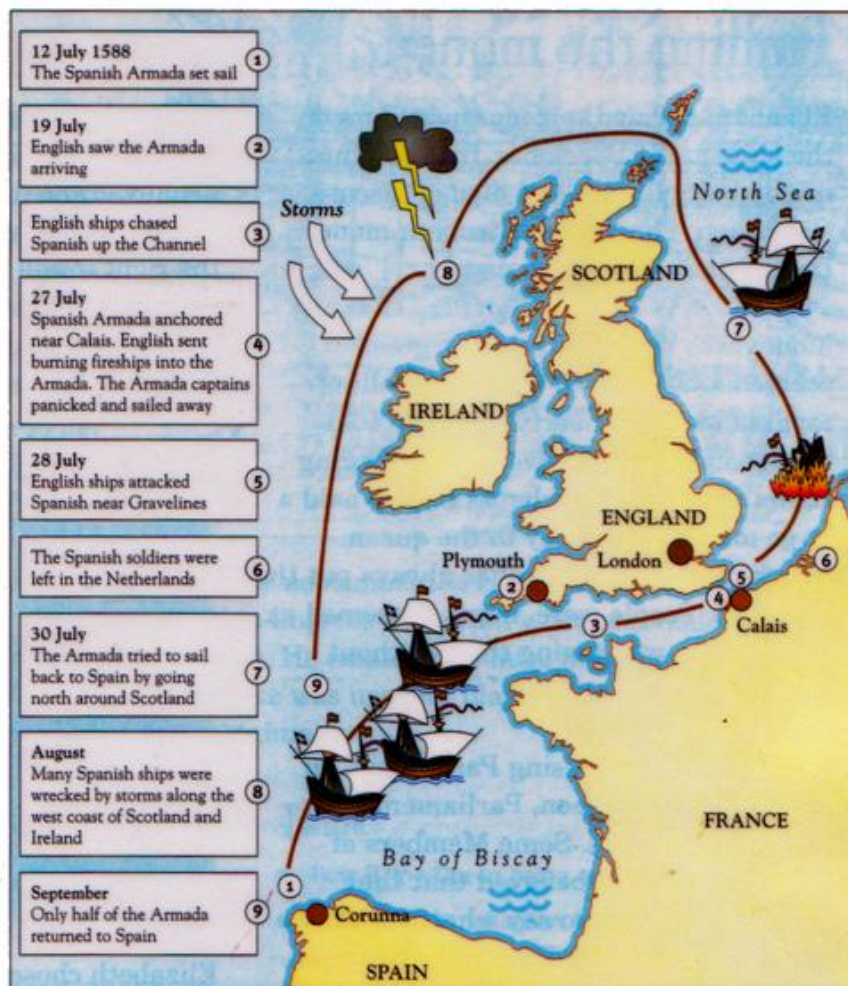 12 July 1588
The Spanish Armada set sail
1
19 July
English saw the Armada
arriving
2
English ships chased
Spanish up the Channel
3
27 July
Spanish Armada anchored
near Calais. English sent
burning fireships into the
Armada. The Armada captains
panicked and sailed away
4
28 July
English ships attacked
Spanish near Gravelines
5
The Spanish soldiers were
left in the Netherlands
6
30 July
The Armada tried to sail
back to Spain by going
north around Scotland
7
August
Many Spanish ships were
wrecked by storms along the
west coast of Scotland and
Ireland
8
September
Only half of the Armada
returned to Spain
9
Storms
8
North Sea
SCOTLAND
7
IRELAND
ENGLAND
Plymouth
London
2
5
6
4
3
Calais
9
FRANCE
Bay of Biscay
1
Corunna
SPAIN